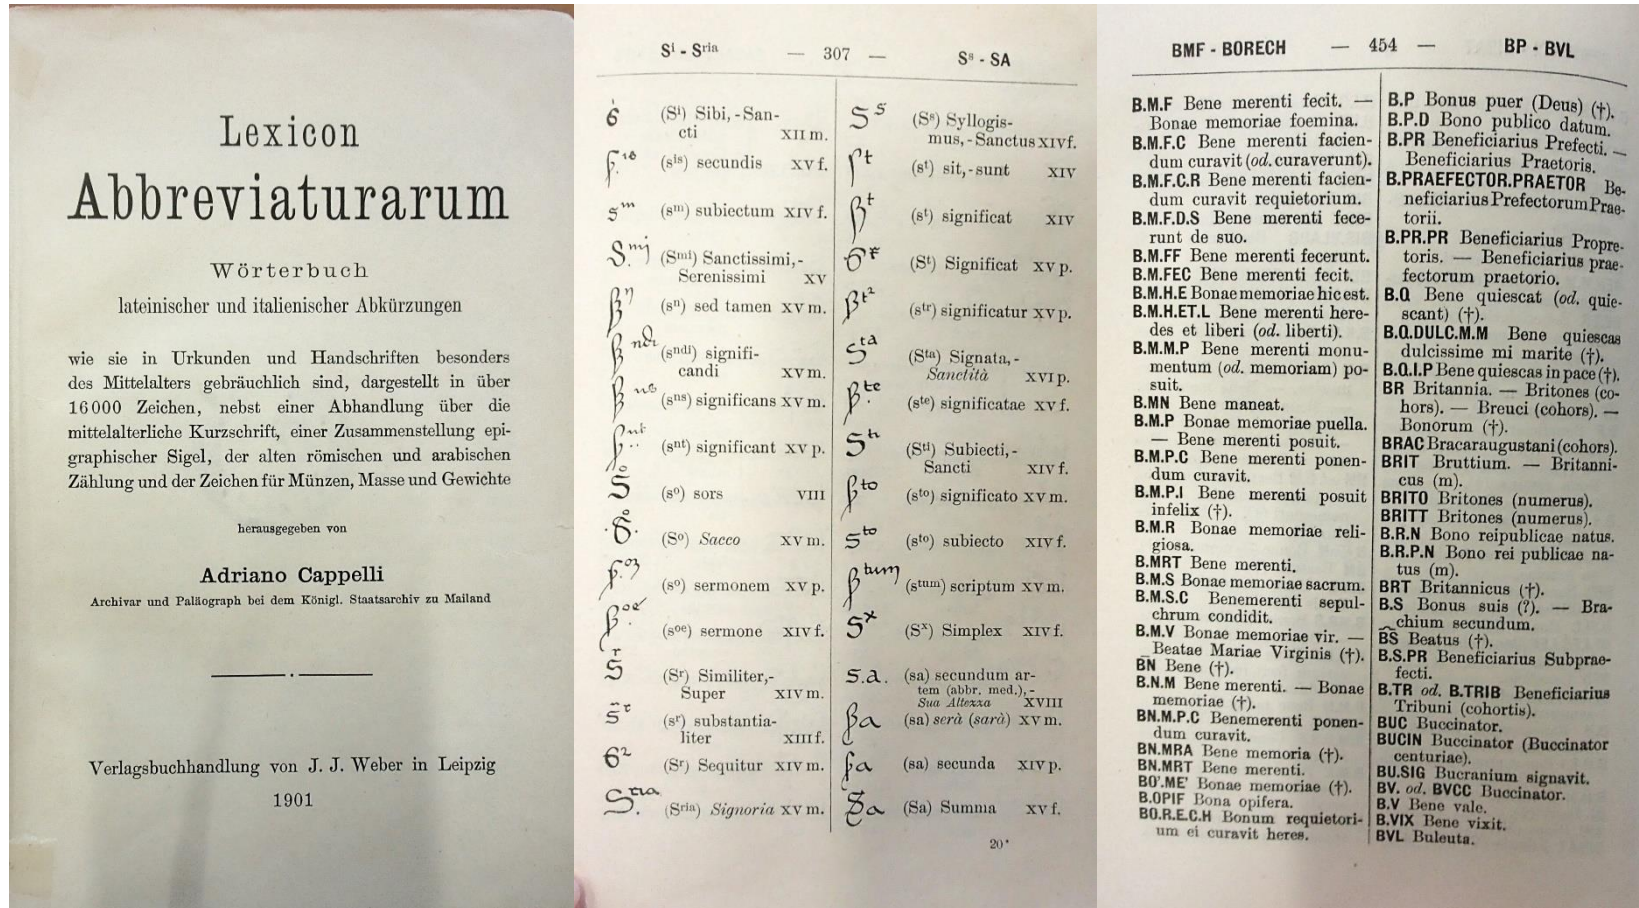 Lexicon
Abbreviaturarum
Wörterbuch
lateinischer und italienischer Abkürzungen
wie sie in Urkunden und Handschriften besonders
des Mittelalters gebräuchlich sind, dargestellt in über
16000 Zeichen, nebst einer Abhandlung über die
mittelalterliche Kurzschrift, einer Zusammenstellung epi-
graphischer Sigel, der alten römischen und arabischen
Zählung und der Zeichen für Münzen, Masse und Gewichte
herausgegeben von
Adriano Cappelli
Archivar und Paläograph bei dem Königl. Staatsarchiv zu Mailand
Verlagsbuchhandlung von J. J. Weber in Leipzig
1901
Sⁱ - Sʳⁱᵃ — 307 — Sˢ - SA
(Sⁱ) Sibi, - San-
cti XII m.
(sⁱˢ) secundis XV f.
(sᵐ) subiectum XIV f.
(Sᵐⁱ) Sanctissimi,-
Serenissimi XV
(sⁿ) sed tamen XV m.
(sⁿᵈⁱ) signifi-
candi XV m.
(sⁿˢ) significans XV m.
(sⁿᵗ) significant XV p.
(sᵒ) sors VIII
(Sᵒ) Sacco XV m.
(sᵒ) sermonem XV p.
(sᵒᵉ) sermone XIV f.
(Sʳ) Similiter,-
Super XIV m.
(sʳ) substantia-
liter XIII f.
(Sʳ) Sequitur XIV m.
(Sʳⁱᵃ) Signoria XV m.
(Sˢ) Syllogis-
mus,- Sanctus XIV f.
(sᵗ) sit,- sunt XIV
(sᵗ) significat XIV
(Sᵗ) Significat XV p.
(sᵗʳ) significatur XV p.
(Sᵗᵃ) Signata,-
Sanctità XVI p.
(sᵗᵉ) significatae XV f.
(Sᵗⁱ) Subiecti,-
Sancti XIV f.
(sᵗᵒ) significato XV m.
(sᵗᵒ) subiecto XIV f.
(sᵗᵘᵐ) scriptum XV m.
(Sˣ) Simplex XIV f.
s.a. (sa) secundum ar-
tem (abbr. med.),-
Sua Altezza XVIII
(sa) serà (sarà) XV m.
(sa) secunda XIV p.
(Sa) Summa XV f.
20*
BMF - BORECH — 454 — BP - BVL
B.M.F Bene merenti fecit. —
Bonae memoriae foemina.
B.M.F.C Bene merenti facien-
dum curavit (od. curaverunt).
B.M.F.C.R Bene merenti facien-
dum curavit requietorium.
B.M.F.D.S Bene merenti fece-
runt de suo.
B.M.FF Bene merenti fecerunt.
B.M.FEC Bene merenti fecit.
B.M.H.E Bonae memoriae hic est.
B.M.H.ET.L Bene merenti here-
des et liberi (od. liberti).
B.M.M.P Bene merenti monu-
mentum (od. memoriam) po-
suit.
B.MN Bene maneat.
B.M.P Bonae memoriae puella.
— Bene merenti posuit.
B.M.P.C Bene merenti ponen-
dum curavit.
B.M.P.I Bene merenti posuit
infelix (†).
B.M.R Bonae memoriae reli-
giosa.
B.MRT Bene merenti.
B.M.S Bonae memoriae sacrum.
B.M.S.C Benemerenti sepul-
chrum condidit.
B.M.V Bonae memoriae vir. —
Beatae Mariae Virginis (†).
B̅N Bene (†).
B.N.M Bene merenti. — Bonae
memoriae (†).
BN.M.P.C Benemerenti ponen-
dum curavit.
BN.MRA Bene memoria (†).
BN.MRT Bene merenti.
BO'.ME' Bonae memoriae (†).
B.OPIF Bona opifera.
BO.R.E.C.H Bonum requietori-
um ei curavit heres.
B.P Bonus puer (Deus) (†).
B.P.D Bono publico datum.
B.PR Beneficiarius Prefecti. —
Beneficiarius Praetoris.
B.PRAEFECTOR.PRAETOR Be-
neficiarius Prefectorum Prae-
torii.
B.PR.PR Beneficiarius Propre-
toris. — Beneficiarius prae-
fectorum praetorio.
B.Q Bene quiescat (od. quie-
scant) (†).
B.Q.DULC.M.M Bene quiescas
dulcissime mi marite (†).
B.Q.I.P Bene quiescas in pace (†).
BR Britannia. — Britones (co-
hors). — Breuci (cohors). —
Bonorum (†).
BRAC Bracaraugustani (cohors).
BRIT Bruttium. — Britanni-
cus (m).
BRITO Britones (numerus).
BRITT Britones (numerus).
B.R.N Bono reipublicae natus.
B.R.P.N Bono rei publicae na-
tus (m).
BRT Britannicus (†).
B.S Bonus suis (?). — Bra-
chium secundum.
B͡S Beatus (†).
B.S.PR Beneficiarius Subprae-
fecti.
B.TR od. B.TRIB Beneficiarius
Tribuni (cohortis).
BUC Buccinator.
BUCIN Buccinator (Buccinator
centuriae).
BU.SIG Bucranium signavit.
BV. od. BVCC Buccinator.
B.V Bene vale.
B.VIX Bene vixit.
BVL Buleuta.